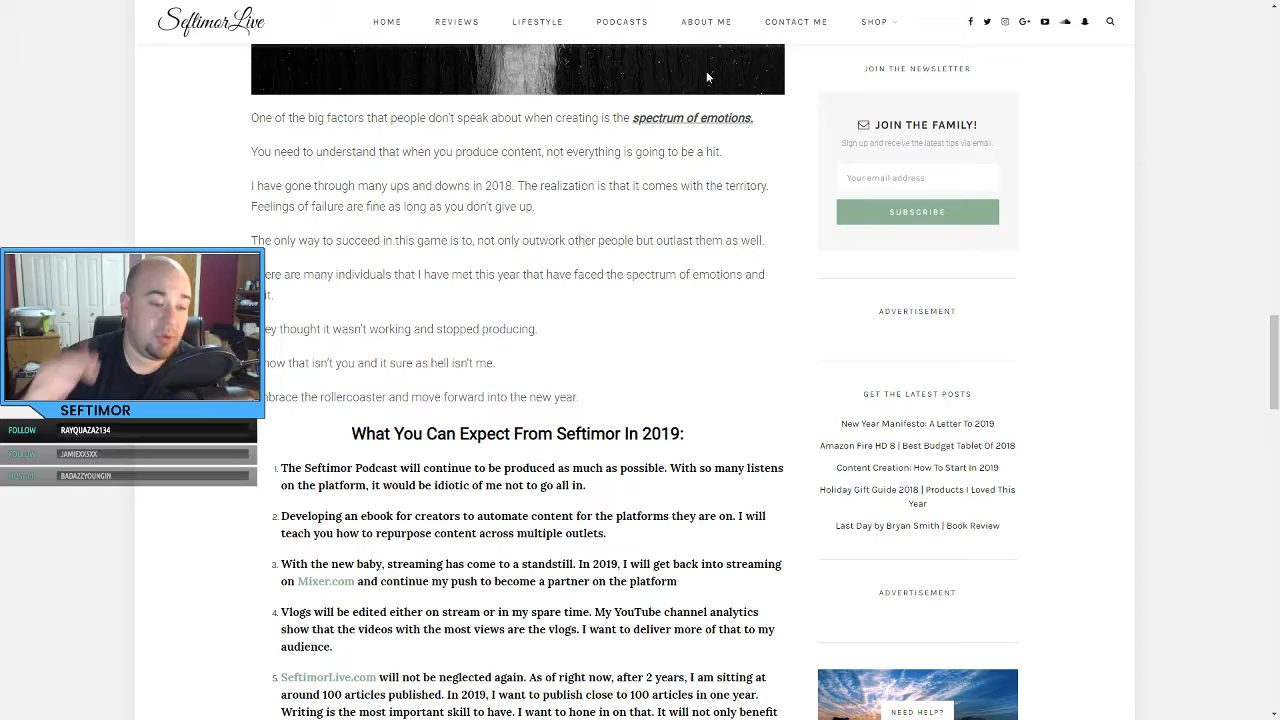 SeftimorLive
HOME REVIEWS LIFESTYLE PODCASTS ABOUT ME CONTACT ME SHOP
One of the big factors that people don't speak about when creating is the spectrum of emotions.
You need to understand that when you produce content, not everything is going to be a hit.
I have gone through many ups and downs in 2018. The realization is that it comes with the territory.
Feelings of failure are fine as long as you don't give up.
The only way to succeed in this game is to, not only outwork other people but outlast them as well.
ere are many individuals that I have met this year that have faced the spectrum of emotions and
it.
ey thought it wasn't working and stopped producing.
now that isn't you and it sure as hell isn't me.
brace the rollercoaster and move forward into the new year.
What You Can Expect From Seftimor In 2019:
1. The Seftimor Podcast will continue to be produced as much as possible. With so many listens
on the platform, it would be idiotic of me not to go all in.
2. Developing an ebook for creators to automate content for the platforms they are on. I will
teach you how to repurpose content across multiple outlets.
3. With the new baby, streaming has come to a standstill. In 2019, I will get back into streaming
on Mixer.com and continue my push to become a partner on the platform
4. Vlogs will be edited either on stream or in my spare time. My YouTube channel analytics
show that the videos with the most views are the vlogs. I want to deliver more of that to my
audience.
5. SeftimorLive.com will not be neglected again. As of right now, after 2 years, I am sitting at
around 100 articles published. In 2019, I want to publish close to 100 articles in one year.
Writing is the most important skill to have. I want to hone in on that. It will not only benefit
SEFTIMOR
FOLLOW RAYQUAZA2134
FOLLOW JAMIEXXSXX
BADAZZYOUNGIN
JOIN THE NEWSLETTER
JOIN THE FAMILY!
Sign up and receive the latest tips via email.
Your email address
SUBSCRIBE
ADVERTISEMENT
GET THE LATEST POSTS
New Year Manifesto: A Letter To 2019
Amazon Fire HD 8 | Best Budget Tablet Of 2018
Content Creation: How To Start In 2019
Holiday Gift Guide 2018 | Products I Loved This
Year
Last Day by Bryan Smith | Book Review
ADVERTISEMENT
NEED HELP?